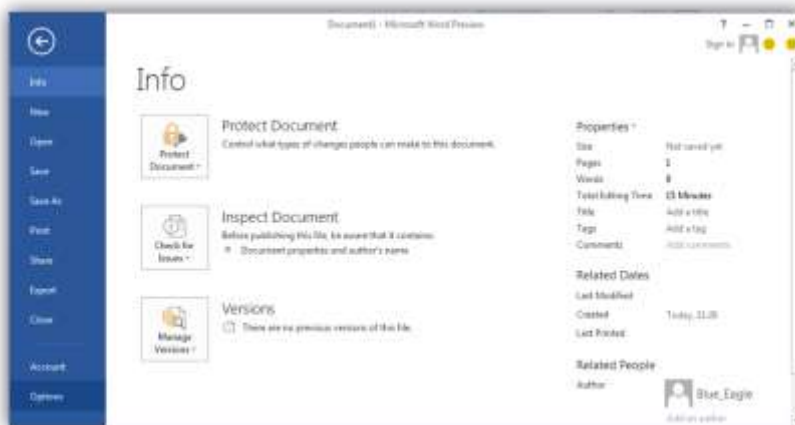 Document1 - Microsoft Word Preview
?
Sign in
Info
New
Open
Save
Save As
Print
Share
Export
Close
Account
Options
Info
Protect Document
Protect Document
Control what types of changes people can make to this document.
Check for Issues
Inspect Document
Before publishing this file, be aware that it contains:
Document properties and author's name
Manage Versions
Versions
There are no previous versions of this file.
Properties
Size Not saved yet
Pages 1
Words
Total Editing Time 15 Minutes
Title Add a title
Tags Add a tag
Comments Add comments
Related Dates
Last Modified
Created Today,
Last Printed
Related People
Author Blue_Eagle
Add an author